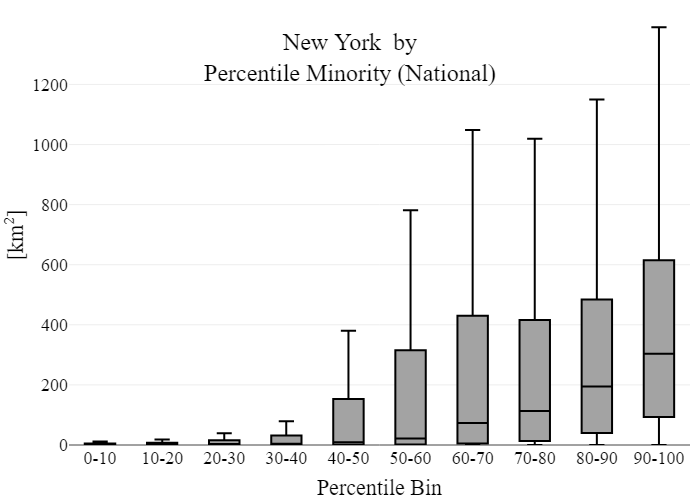 New York by
Percentile Minority (National)
1200
1000
800
600
400
200
0
[km²]
0-10 10-20 20-30 30-40 40-50 50-60 60-70 70-80 80-90 90-100
Percentile Bin